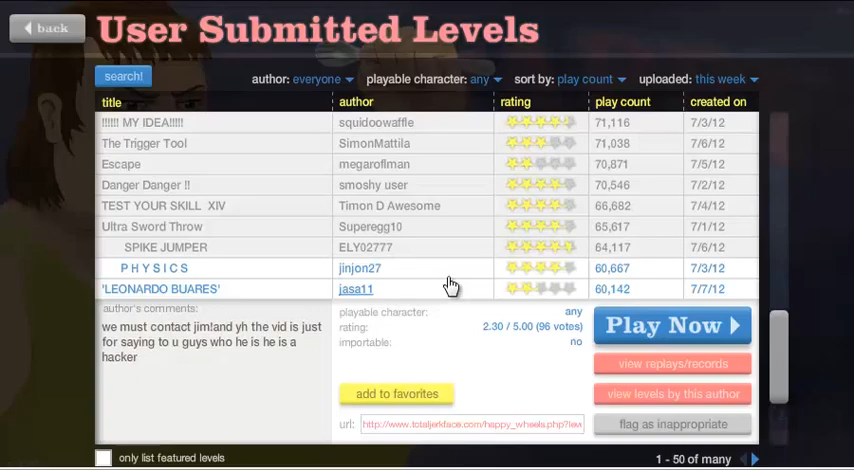 back
User Submitted Levels
search!
author: everyone playable character: any sort by: play count uploaded: this week
title author rating play count created on
!!!!!! MY IDEA!!!!! squidoowaffle 71,116 7/3/12
The Trigger Tool SimonMattila 71,038 7/6/12
Escape megaroflman 70,871 7/5/12
Danger Danger !! smoshy user 70,546 7/2/12
TEST YOUR SKILL XIV Timon D Awesome 66,682 7/4/12
Ultra Sword Throw Superegg10 65,617 7/1/12
SPIKE JUMPER ELY02777 64,117 7/6/12
P H Y S I C S jinjon27 60,667 7/3/12
'LEONARDO BUARES' jasa11 60,142 7/7/12
author's comments:
we must contact jim!and yh the vid is just
for saying to u guys who he is he is a
hacker
playable character: any
rating: 2.30 / 5.00 (96 votes)
importable: no
add to favorites
url: http://www.totaljerkface.com/happy_wheels.php?lev
Play Now
view replays/records
view levels by this author
flag as inappropriate
only list featured levels
1 - 50 of many